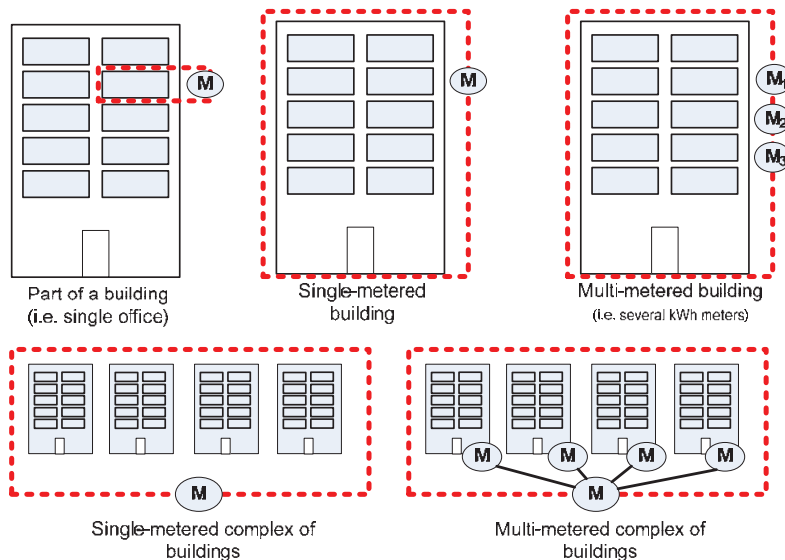 M
M
M1
M2
M3
Part of a building
(i.e. single office)
Single-metered
building
Multi-metered building
(i.e. several kWh meters)
M
M
M
M
M
M
Single-metered complex of
buildings
Multi-metered complex of
buildings